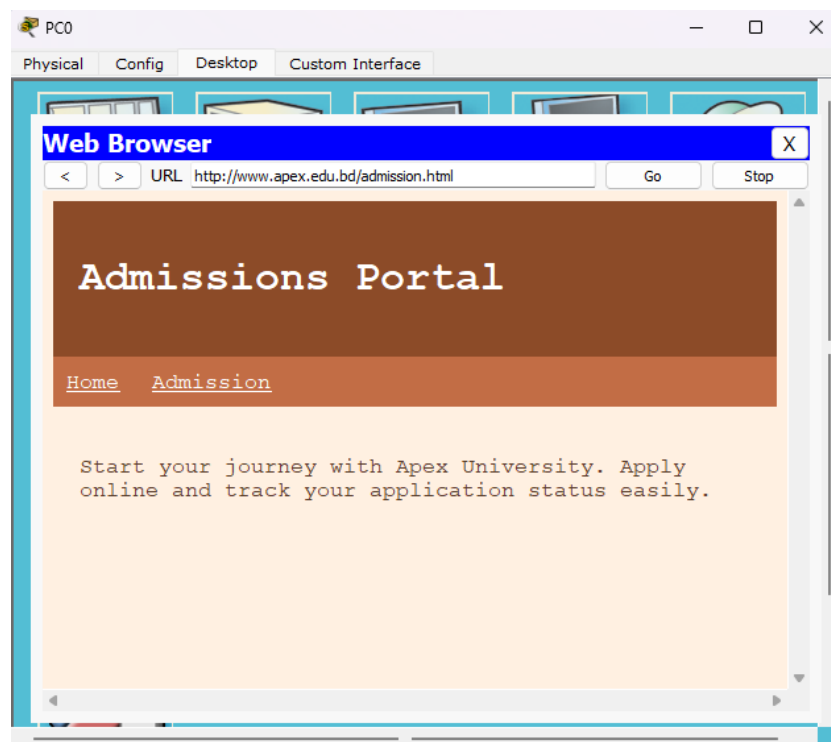 PC0
Physical Config Desktop Custom Interface
Web Browser X
< > URL http://www.apex.edu.bd/admission.html Go Stop
Admissions Portal
Home Admission
Start your journey with Apex University. Apply
online and track your application status easily.